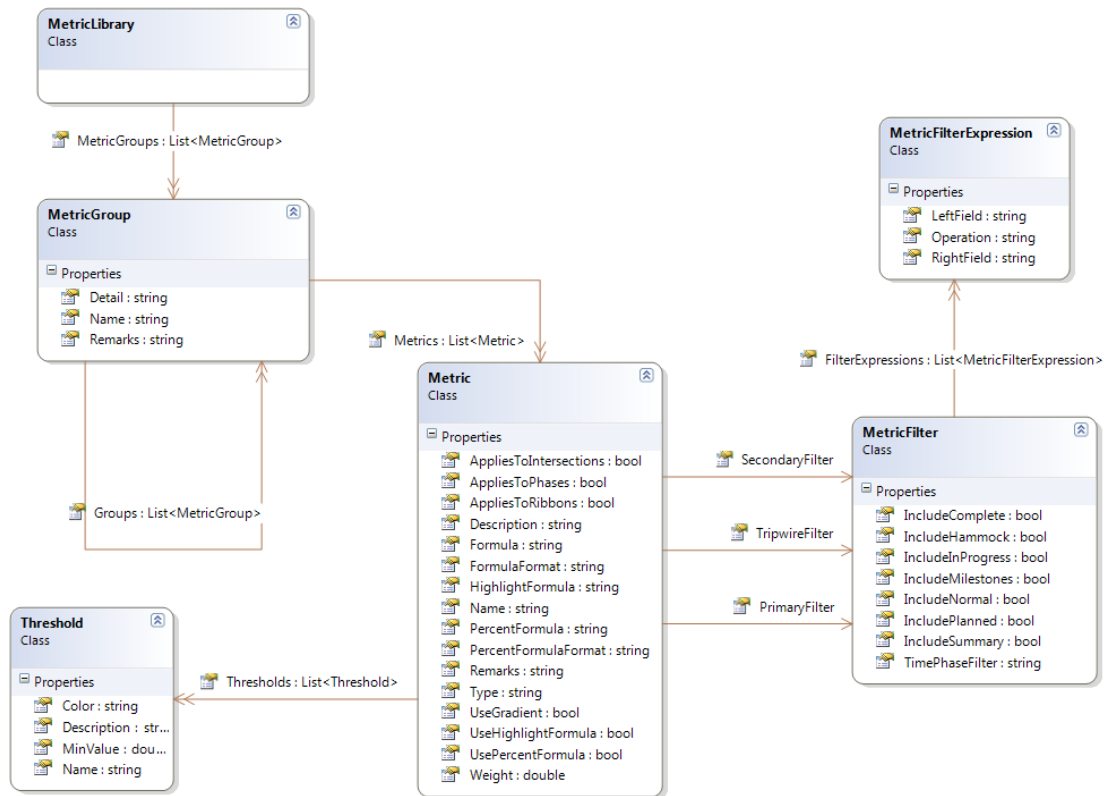 MetricLibrary
Class
MetricGroups : List<MetricGroup>
MetricGroup
Class
Properties
Detail : string
Name : string
Remarks : string
Groups : List<MetricGroup>
Metrics : List<Metric>
Metric
Class
Properties
AppliesToIntersections : bool
AppliesToPhases : bool
AppliesToRibbons : bool
Description : string
Formula : string
FormulaFormat : string
HighlightFormula : string
Name : string
PercentFormula : string
PercentFormulaFormat : string
Remarks : string
Type : string
UseGradient : bool
UseHighlightFormula : bool
UsePercentFormula : bool
Weight : double
Thresholds : List<Threshold>
Threshold
Class
Properties
Color : string
Description : str...
MinValue : dou...
Name : string
SecondaryFilter
TripwireFilter
PrimaryFilter
MetricFilterExpression
Class
Properties
LeftField : string
Operation : string
RightField : string
FilterExpressions : List<MetricFilterExpression>
MetricFilter
Class
Properties
IncludeComplete : bool
IncludeHammock : bool
IncludeInProgress : bool
IncludeMilestones : bool
IncludeNormal : bool
IncludePlanned : bool
IncludeSummary : bool
TimePhaseFilter : string